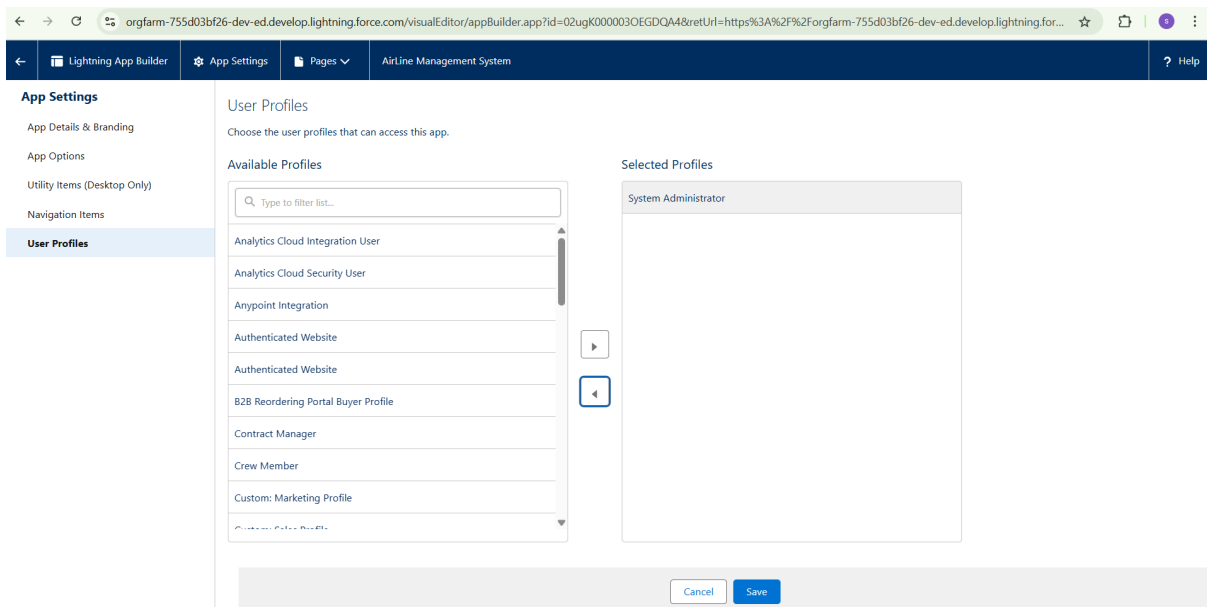 orgfarm-755d03bf26-dev-ed.develop.lightning.force.com/visualEditor/appBuilder.app?id=02ugK000003OEGDQA4&retUrl=https%3A%2F%2Forgfarm-755d03bf26-dev-ed.develop.lightning.for...
S
Lightning App Builder App Settings Pages AirLine Management System ? Help
App Settings
App Details & Branding
App Options
Utility Items (Desktop Only)
Navigation Items
User Profiles
User Profiles
Choose the user profiles that can access this app.
Available Profiles
Type to filter list...
Analytics Cloud Integration User
Analytics Cloud Security User
Anypoint Integration
Authenticated Website
Authenticated Website
B2B Reordering Portal Buyer Profile
Contract Manager
Crew Member
Custom: Marketing Profile
Custom: Sales Profile
Selected Profiles
System Administrator
Cancel Save